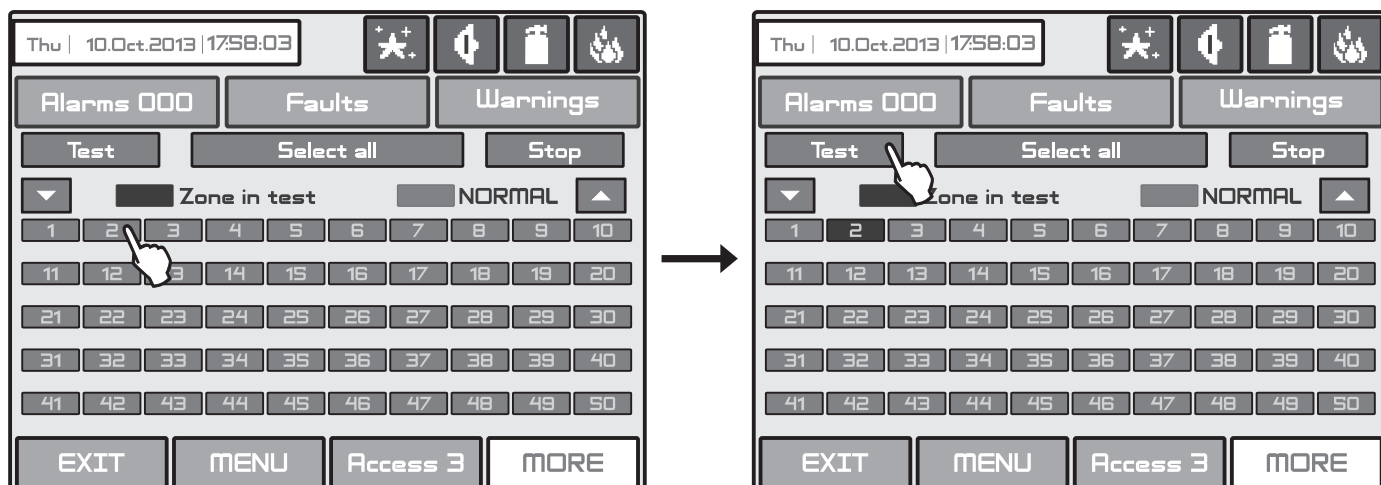 Thu | 10.Oct.2013 | 17:58:03
Alarms 000 Faults Warnings
Test Select all Stop
Zone in test NORMAL
1 2 3 4 5 6 7 8 9 10
11 12 13 14 15 16 17 18 19 20
21 22 23 24 25 26 27 28 29 30
31 32 33 34 35 36 37 38 39 40
41 42 43 44 45 46 47 48 49 50
EXIT MENU Access 3 MORE
Thu | 10.Oct.2013 | 17:58:03
Alarms 000 Faults Warnings
Test Select all Stop
Zone in test NORMAL
1 2 3 4 5 6 7 8 9 10
11 12 13 14 15 16 17 18 19 20
21 22 23 24 25 26 27 28 29 30
31 32 33 34 35 36 37 38 39 40
41 42 43 44 45 46 47 48 49 50
EXIT MENU Access 3 MORE